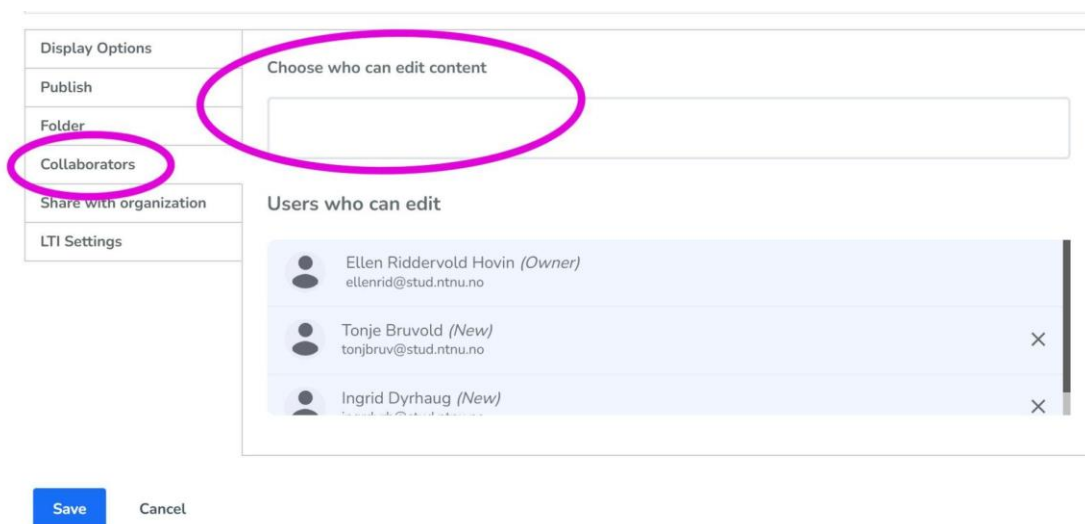 Display Options
Publish
Folder
Collaborators
Share with organization
LTI Settings
Choose who can edit content
Users who can edit
Ellen Riddervold Hovin (Owner)
ellenrid@stud.ntnu.no
Tonje Bruvold (New)
tonjbruv@stud.ntnu.no
Ingrid Dyrhaug (New)
Save Cancel